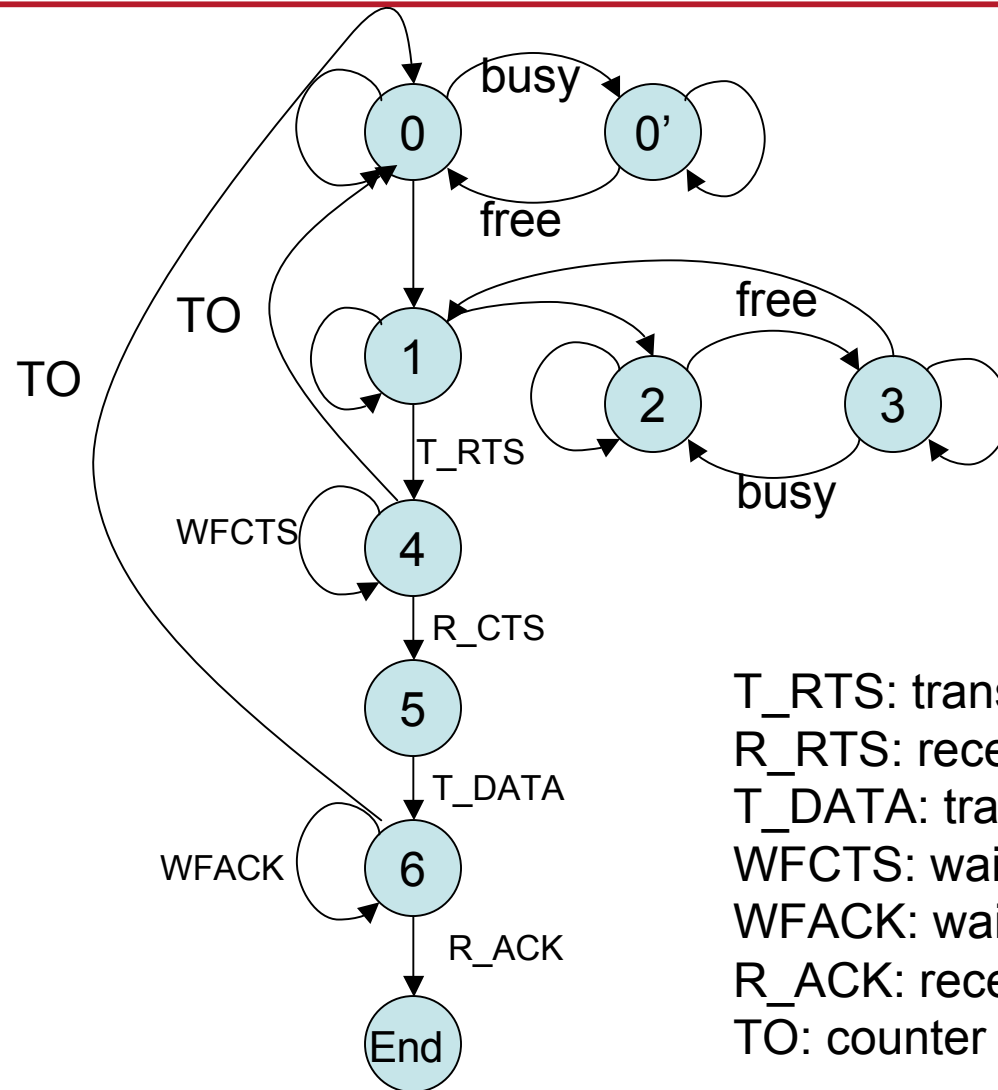 busy
0
0’
free
TO
free
1
TO
2
3
T_RTS
busy
WFCTS
4
R_CTS
5
T_RTS: trans
R_RTS: rece
T_DATA
T_DATA: tra
WFACK
6
WFCTS: wai
WFACK: wai
R_ACK
R_ACK: rece
End
TO: counter